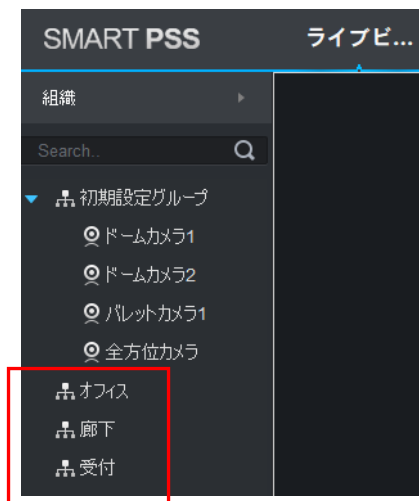 SMART PSS
ライブビ...
組織
Search..
初期設定グループ
ドームカメラ1
ドームカメラ2
バレットカメラ1
全方位カメラ
オフィス
廊下
受付